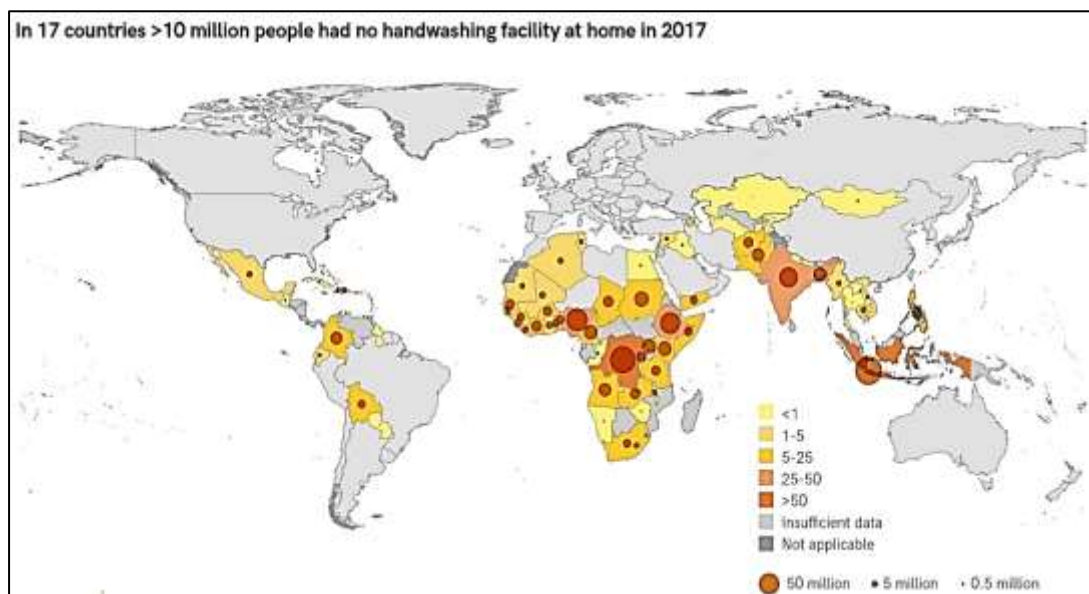 In 17 countries >10 million people had no handwashing facility at home in 2017
<1
1-5
5-25
25-50
>50
Insufficient data
Not applicable
50 million
5 million
0.5 million